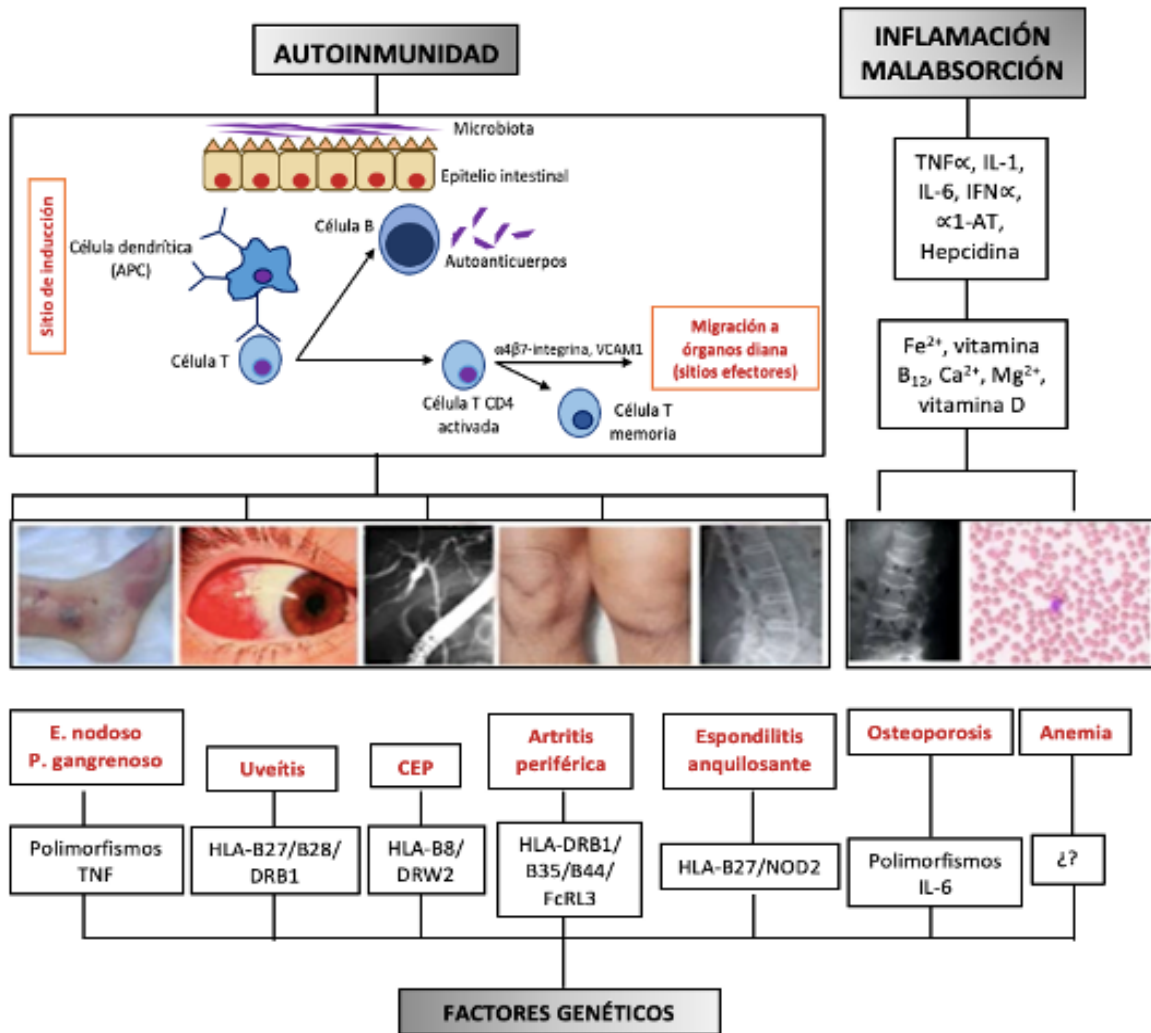 AUTOINMUNIDAD
INFLAMACIÓN
MALABSORCIÓN
Microbiota
Epitelio intestinal
Sitio de inducción
Célula dendrítica
(APC)
Célula B
Autoanticuerpos
Célula T
α4β7-integrina, VCAM1
Célula T CD4
activada
Célula T
memoria
Migración a
órganos diana
(sitios efectores)
TNF∝, IL-1,
IL-6, IFN∝,
∝1-AT,
Hepcidina
Fe²⁺, vitamina
B₁₂, Ca²⁺, Mg²⁺,
vitamina D
E. nodoso
P. gangrenoso
Uveítis
CEP
Artritis
periférica
Espondilitis
anquilosante
Osteoporosis
Anemia
Polimorfismos
TNF
HLA-B27/B28/
DRB1
HLA-B8/
DRW2
HLA-DRB1/
B35/B44/
FcRL3
HLA-B27/NOD2
Polimorfismos
IL-6
¿?
FACTORES GENÉTICOS